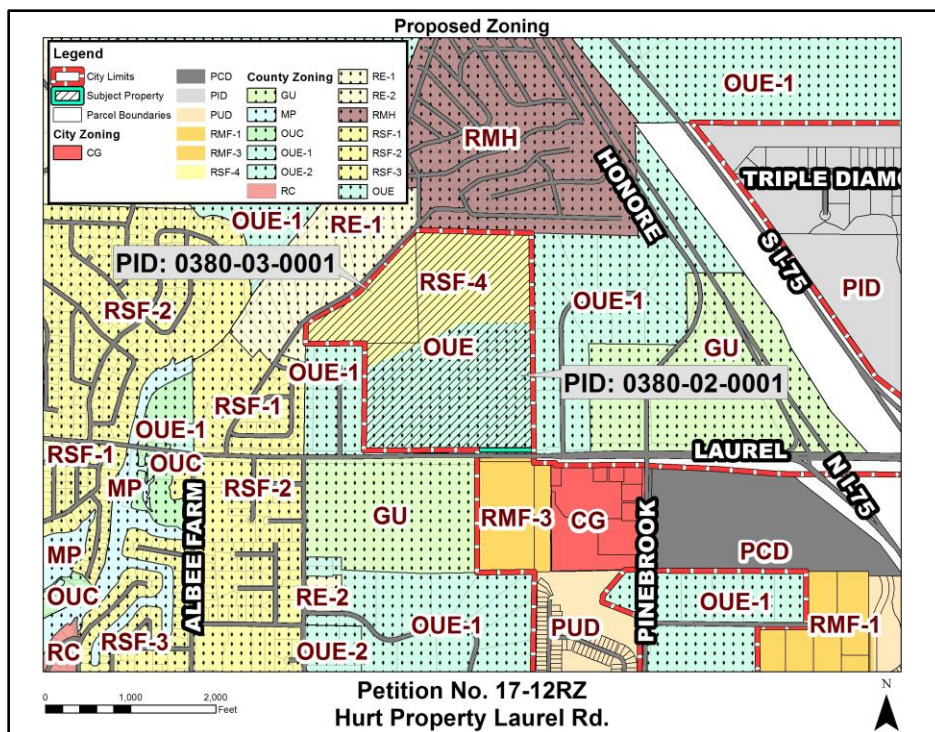 Proposed Zoning
Legend
City Limits
Subject Property
Parcel Boundaries
City Zoning
CG
PCD
PID
PUD
RMF-1
RMF-3
RSF-4
County Zoning
GU
MP
OUC
OUE-1
OUE-2
RC
RE-1
RE-2
RMH
RSF-1
RSF-2
RSF-3
OUE
OUE-1
RMH
HONORE
TRIPLE DIAMO
S I-75
OUE-1
RE-1
PID: 0380-03-0001
RSF-4
RSF-2
OUE-1
PID
OUE
GU
OUE-1
PID: 0380-02-0001
RSF-1
OUE-1
LAUREL
RSF-1
OUC
MP
RSF-2
N I-75
GU
RMF-3
CG
PCD
MP
ALBEE FARM
PINEBROOK
OUC
RE-2
OUE-1
OUE-1
PUD
RMF-1
RC
RSF-3
OUE-2
0
1,000
2,000
Feet
Petition No. 17-12RZ
Hurt Property Laurel Rd.
N